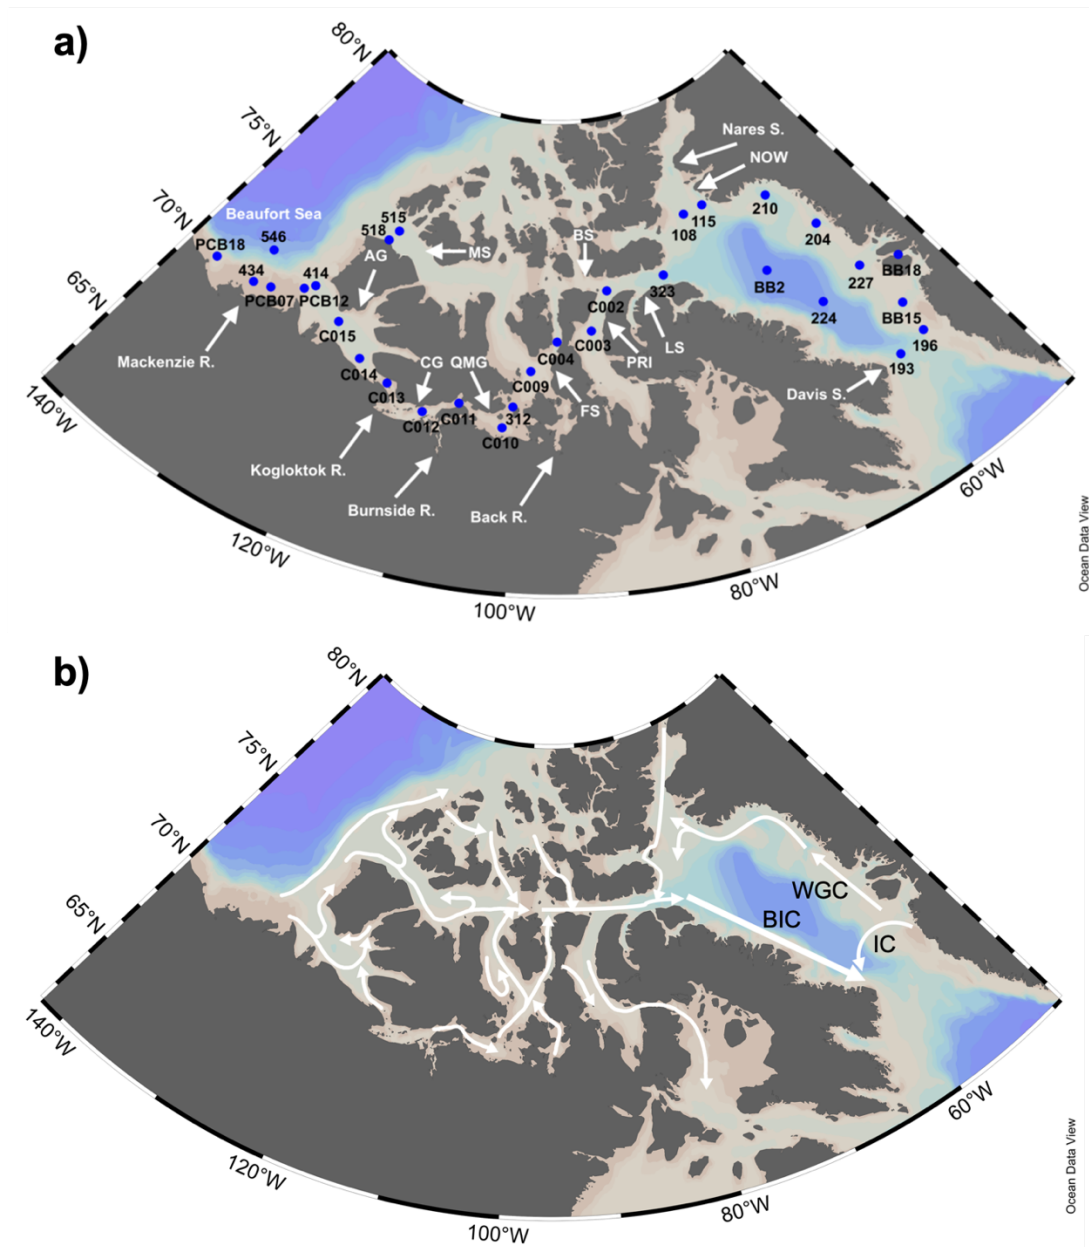 a)
80°N
75°N
70°N
65°N
140°W
120°W
100°W
80°W
60°W
Nares S.
NOW
210
115
108
204
Beaufort Sea
515
518
546
PCB18
AG
MS
BS
BB18
227
BB2
323
434
414
PCB07
PCB12
C002
224
BB15
C015
C003
LS
196
Mackenzie R.
C004
PRI
193
CG
QMG
C014
C009
Davis S.
C013
FS
C012
C011
312
C010
Kogloktok R.
Burnside R.
Back R.
Ocean Data View
b)
80°N
75°N
70°N
65°N
140°W
120°W
100°W
80°W
60°W
WGC
BIC
IC
Ocean Data View